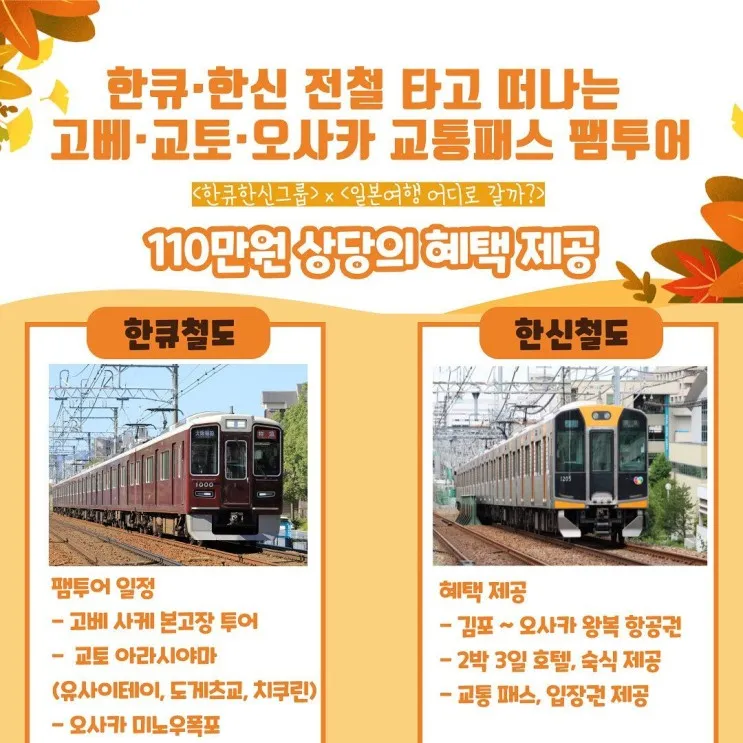 한큐·한신 전철 타고 떠나는
고베·교토·오사카 교통패스 팸투어
<한큐한신그룹> x <일본여행 어디로 갈까?>
110만원 상당의 혜택 제공
한큐철도
1000
팸투어 일정
- 고베 사케 본고장 투어
- 교토 아라시야마
(유사이테이, 도게츠교, 치쿠린)
- 오사카 미노우폭포
한신철도
혜택 제공
- 김포 ~ 오사카 왕복 항공권
- 2박 3일 호텔, 숙식 제공
- 교통 패스, 입장권 제공